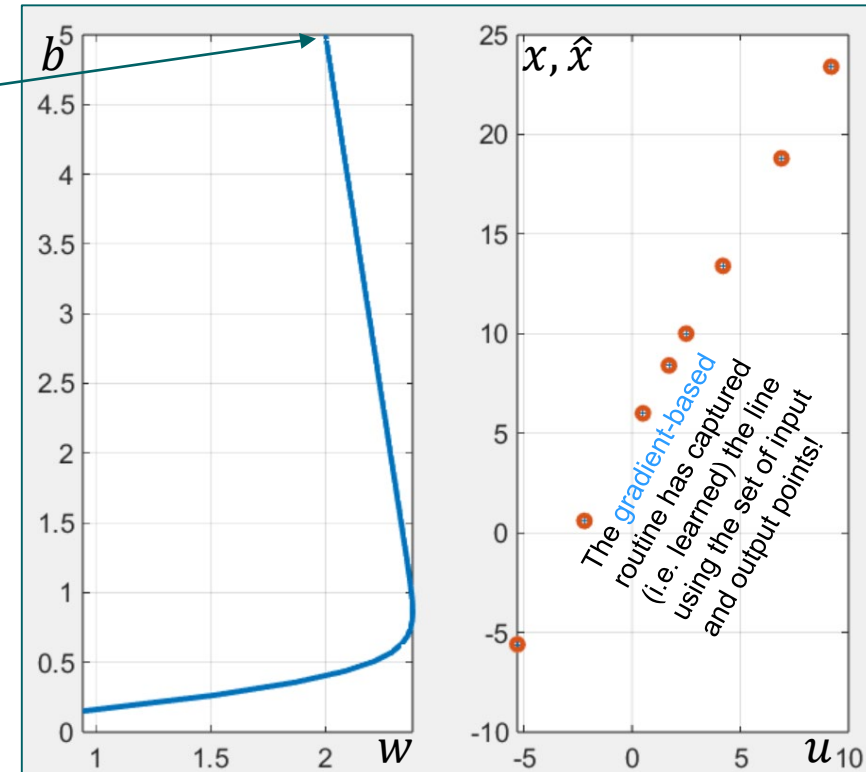 b
5
4.5
4
3.5
3
2.5
2
1.5
1
0.5
0
1
1.5
2
w
x, x̂
25
20
15
10
5
0
-5
-10
-5
0
5
10
u
The gradient-based
routine has captured
(i.e. learned) the line
using the set of input
and output points!